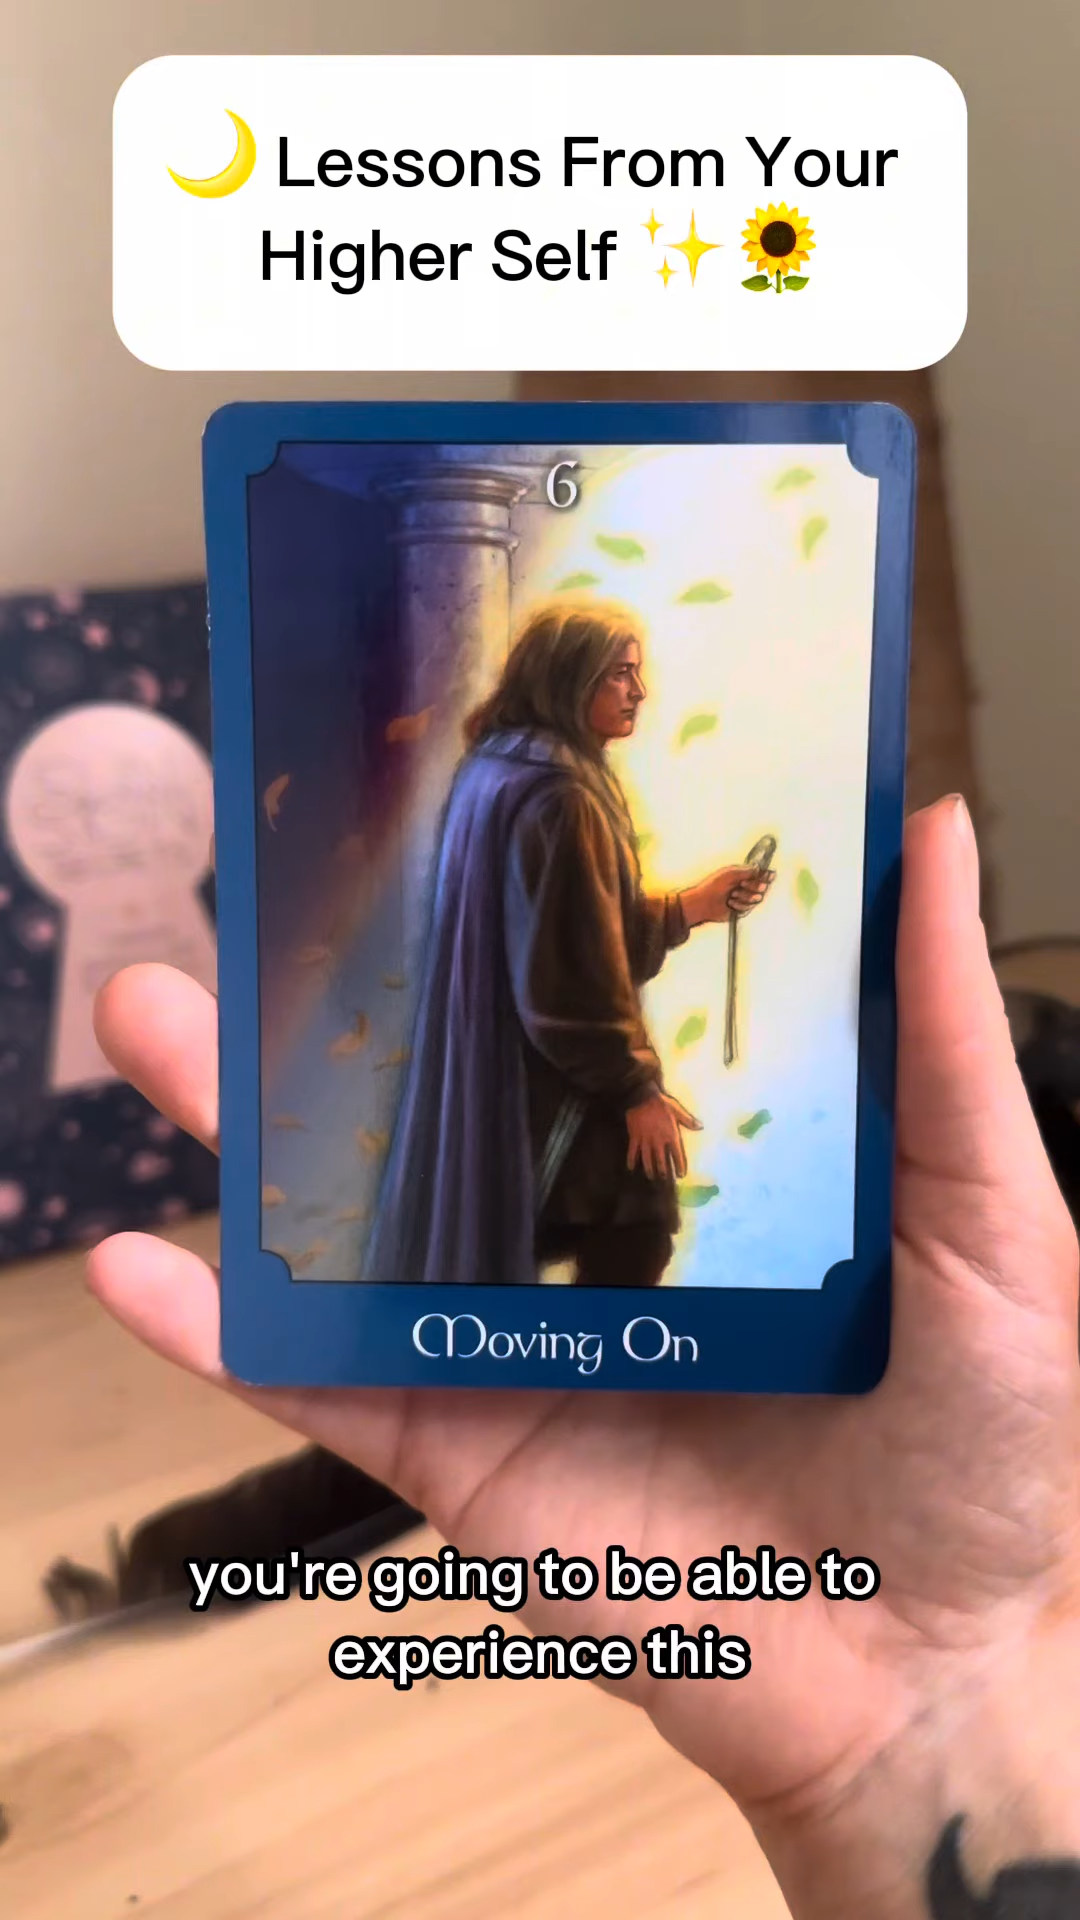 🌙 Lessons From Your
Higher Self ✨🌻
6
Moving On
you're going to be able to
experience this